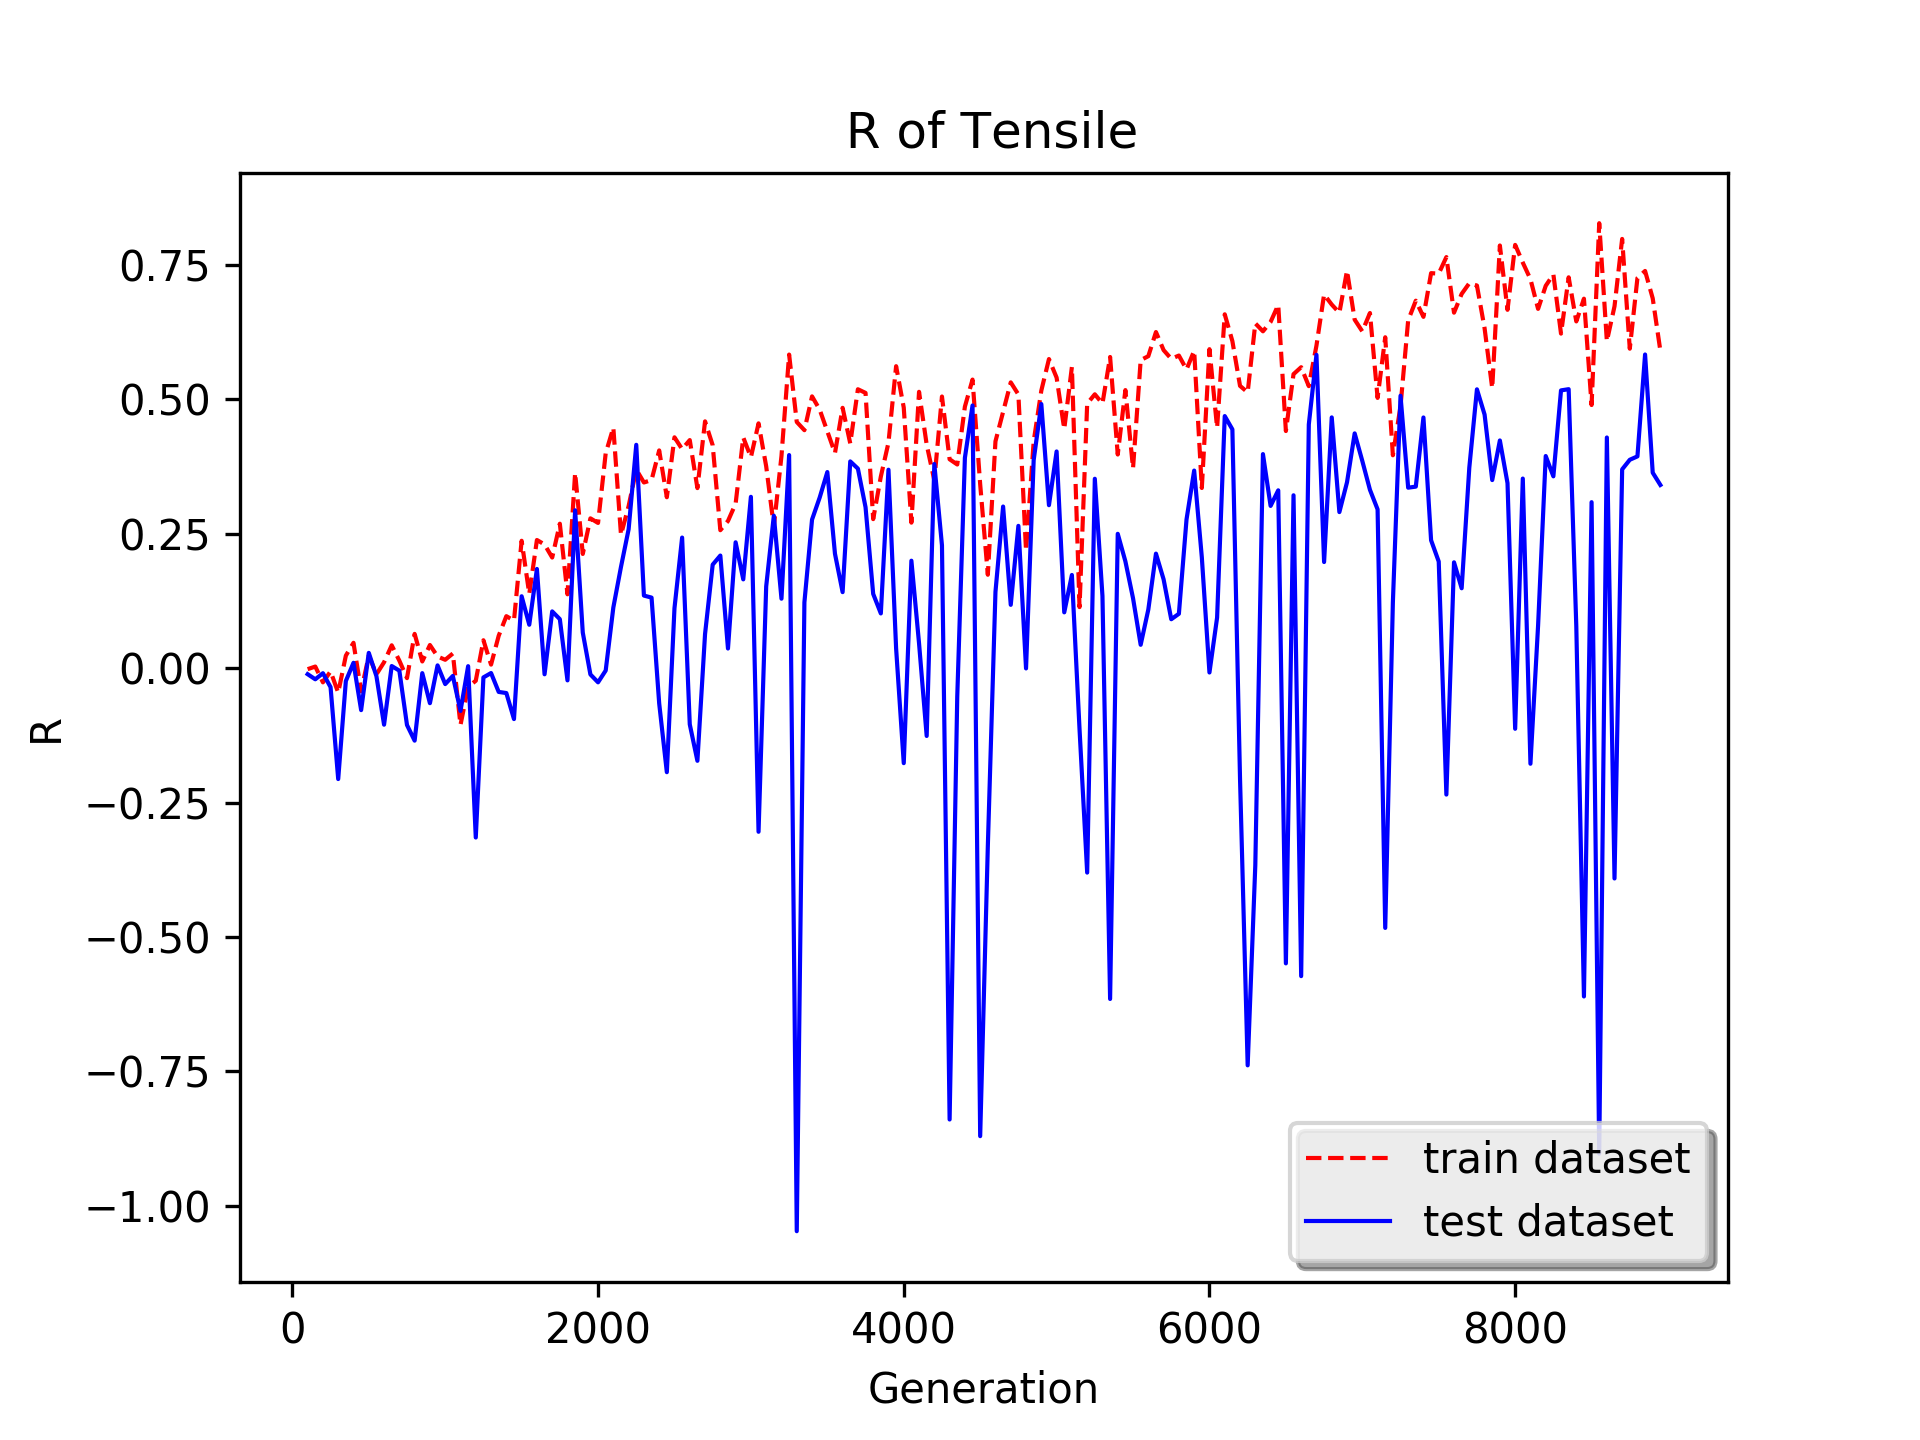 R of Tensile
R
0.75
0.50
0.25
0.00
−0.25
−0.50
−0.75
−1.00
train dataset
test dataset
0 2000 4000 6000 8000
Generation